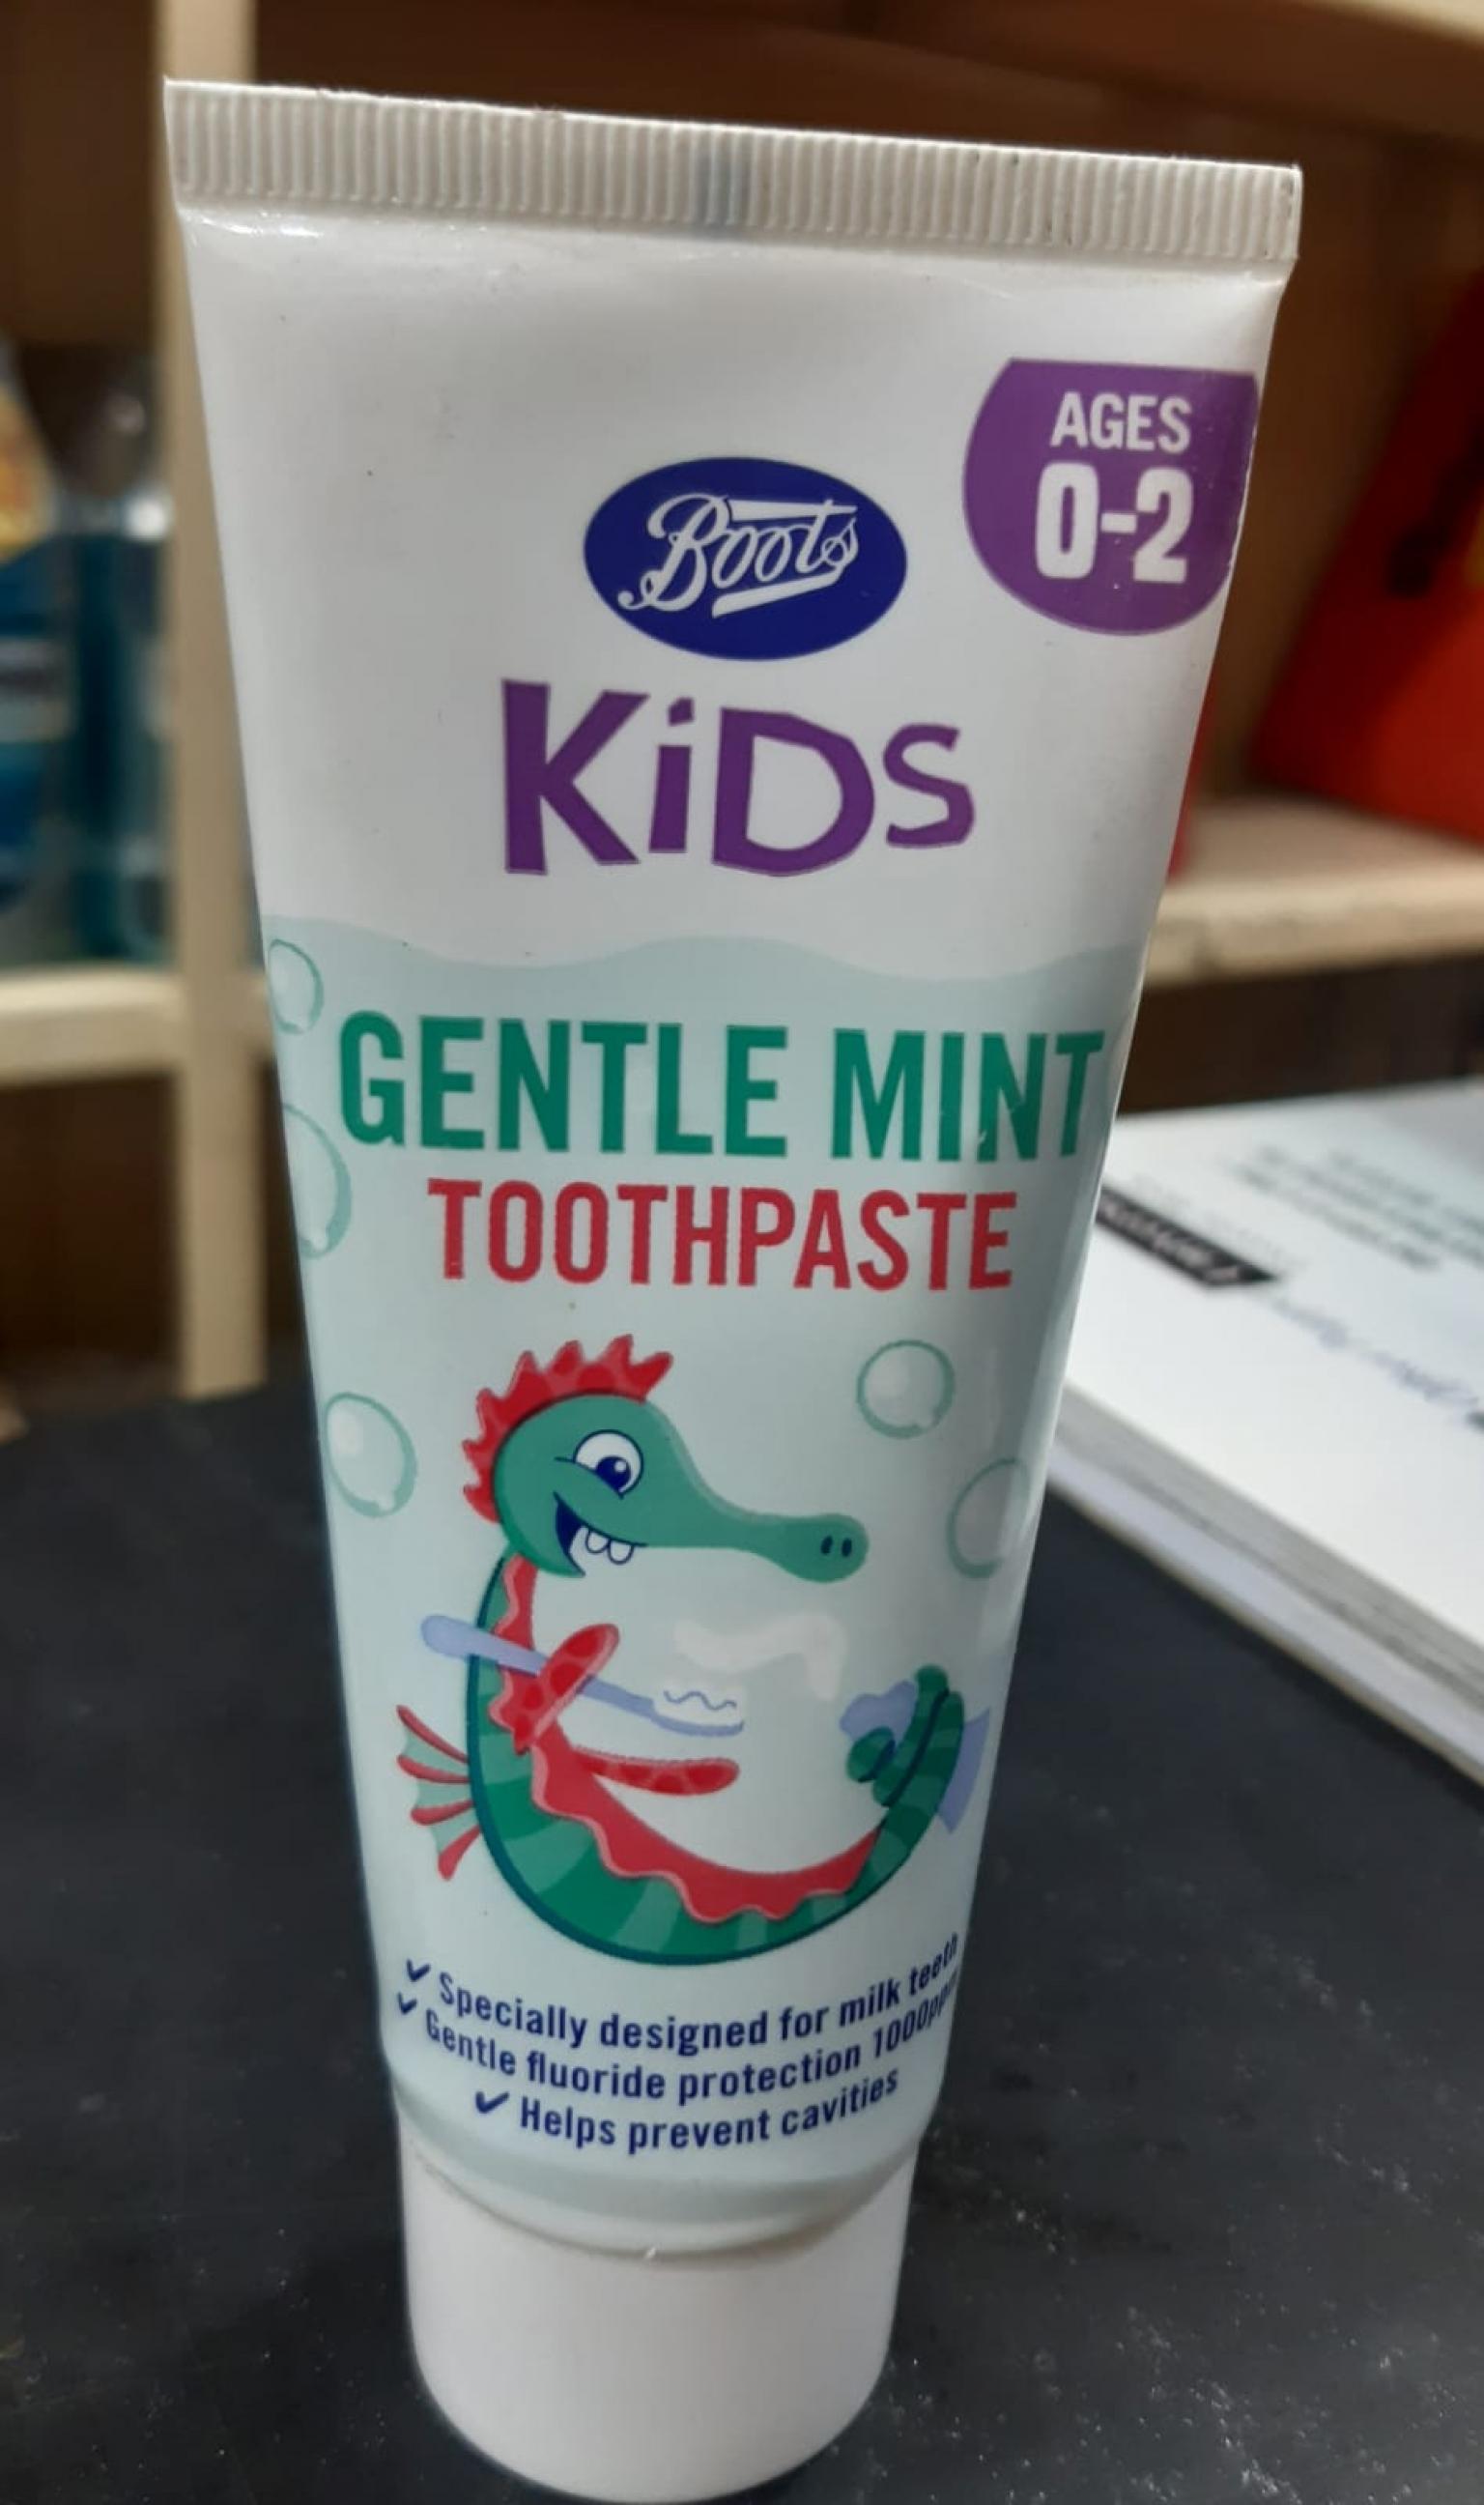 AGES
0-2
Boots
KiDS
GENTLE MINT
TOOTHPASTE
✔ Specially designed for milk teeth
✔ Gentle fluoride protection 1000ppm
✔ Helps prevent cavities